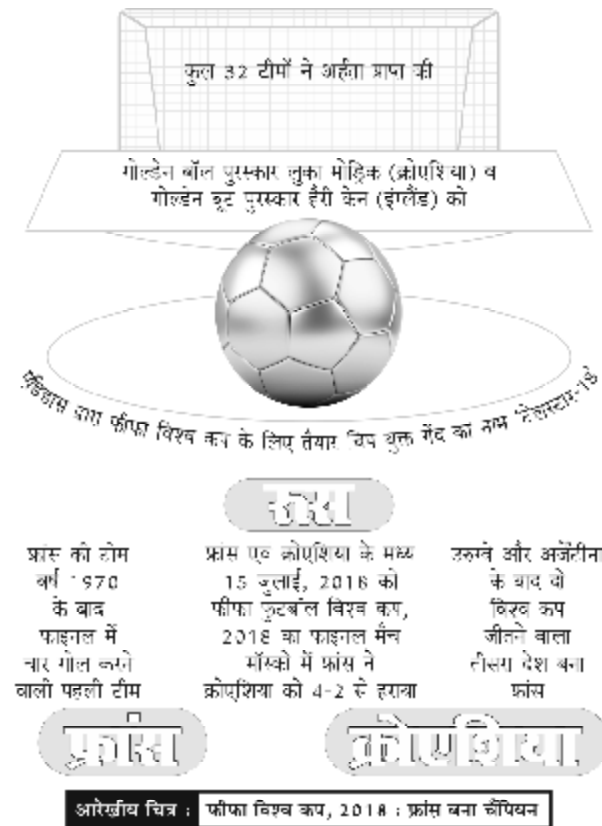 कुल 32 टीमों ने अर्हता प्राप्त की
गोल्डेन बॉल पुरस्कार लुका मोड्रिक (क्रोएशिया) व
गोल्डेन बूट पुरस्कार हैरी केन (इंग्लैंड) को
एडिडास द्वारा फीफा विश्व कप के लिए तैयार चिप युक्त गेंद का नाम 'टेलस्टार-18'
रूस
फ्रांस की टीम
वर्ष 1970
के बाद
फाइनल में
चार गोल करने
वाली पहली टीम
फ्रांस एवं क्रोएशिया के मध्य
15 जुलाई, 2018 को
फीफा फुटबॉल विश्व कप,
2018 का फाइनल मैच
मॉस्को में फ्रांस ने
क्रोएशिया को 4-2 से हराया
उरुग्वे और अर्जेंटीना
के बाद दो
विश्व कप
जीतने वाला
तीसरा देश बना
फ्रांस
फ्रांस
क्रोएशिया
आरेखीय चित्र : फीफा विश्व कप, 2018 : फ्रांस बना चैंपियन